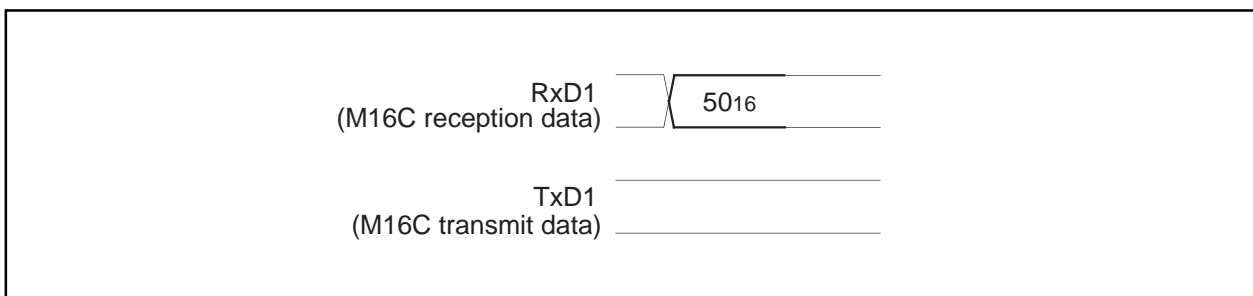 RxD1
(M16C reception data)
5016
TxD1
(M16C transmit data)